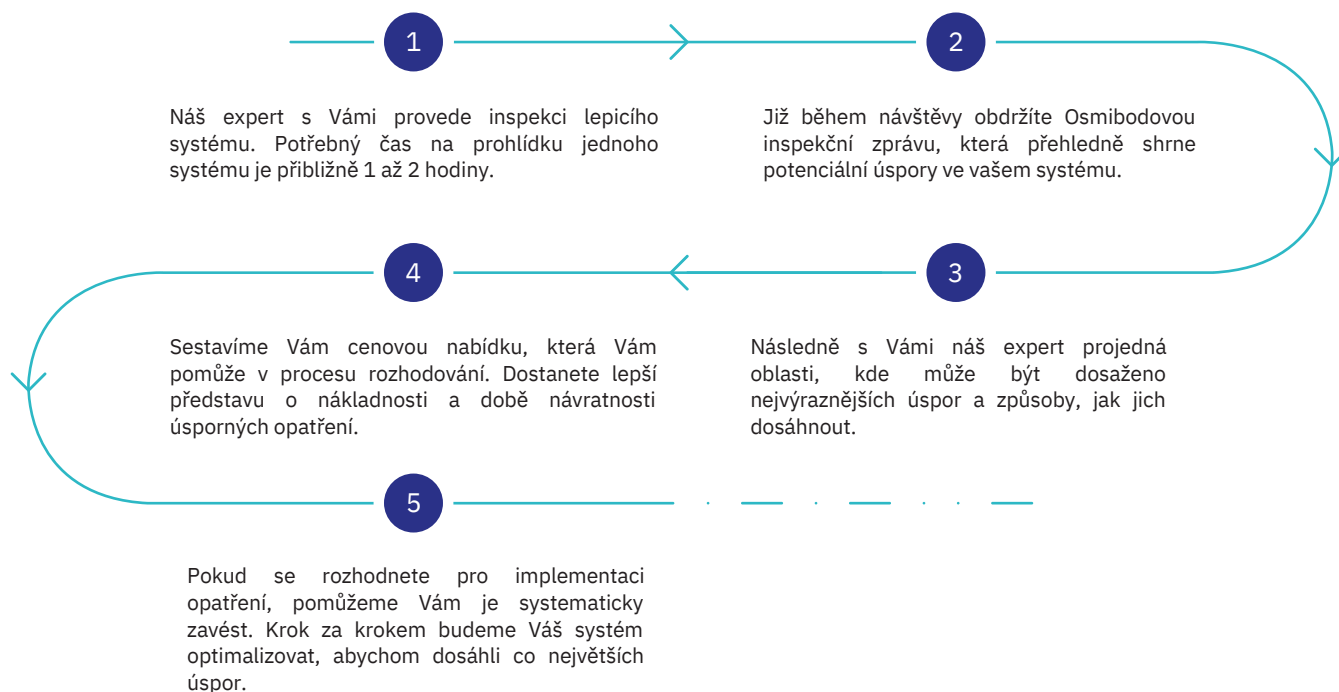 1
Náš expert s Vámi provede inspekci lepicího
systému. Potřebný čas na prohlídku jednoho
systému je přibližně 1 až 2 hodiny.
2
Již během návštěvy obdržíte Osmibodovou
inspekční zprávu, která přehledně shrne
potenciální úspory ve vašem systému.
3
Následně s Vámi náš expert projedná
oblasti, kde může být dosaženo
nejvýraznějších úspor a způsoby, jak jich
dosáhnout.
4
Sestavíme Vám cenovou nabídku, která Vám
pomůže v procesu rozhodování. Dostanete lepší
představu o nákladnosti a době návratnosti
úsporných opatření.
5
Pokud se rozhodnete pro implementaci
opatření, pomůžeme Vám je systematicky
zavést. Krok za krokem budeme Váš systém
optimalizovat, abychom dosáhli co největších
úspor.